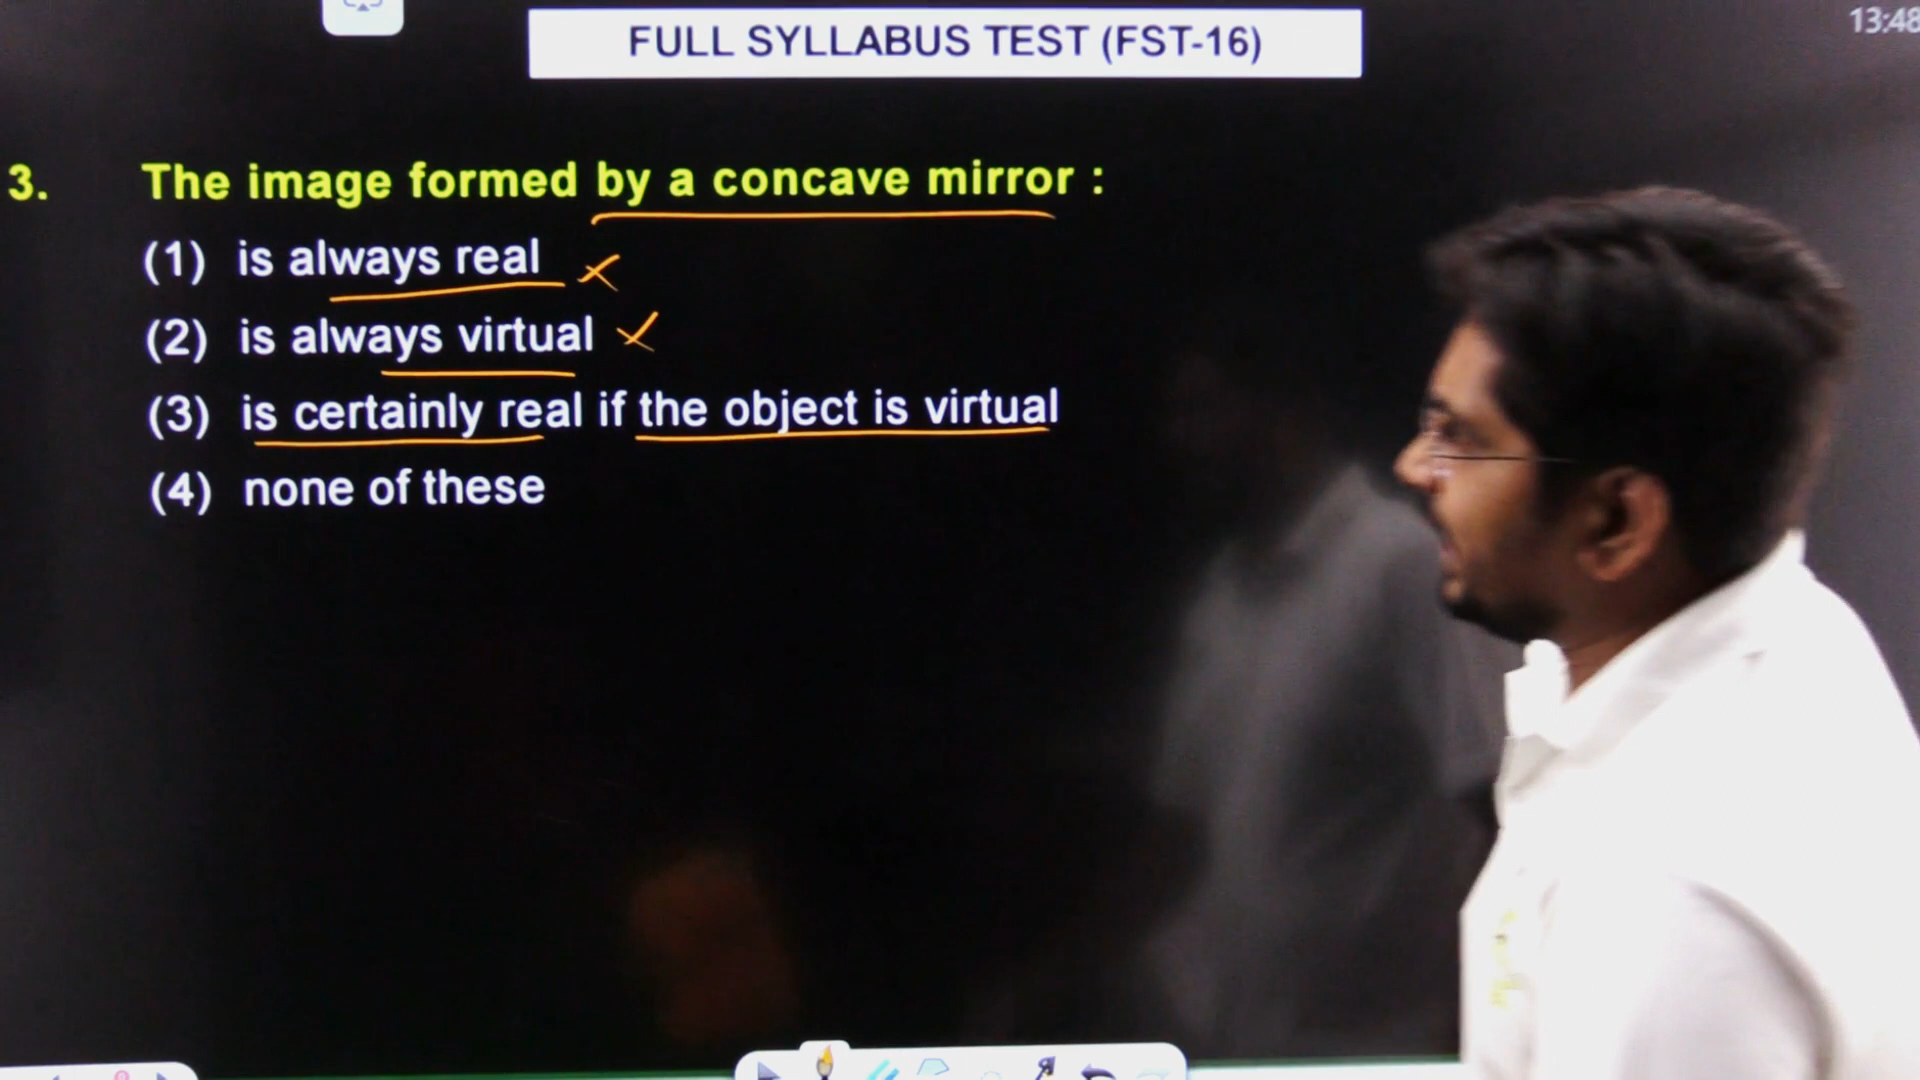 FULL SYLLABUS TEST (FST-16)
13:48
3. The image formed by a concave mirror :
(1) is always real
(2) is always virtual
(3) is certainly real if the object is virtual
(4) none of these